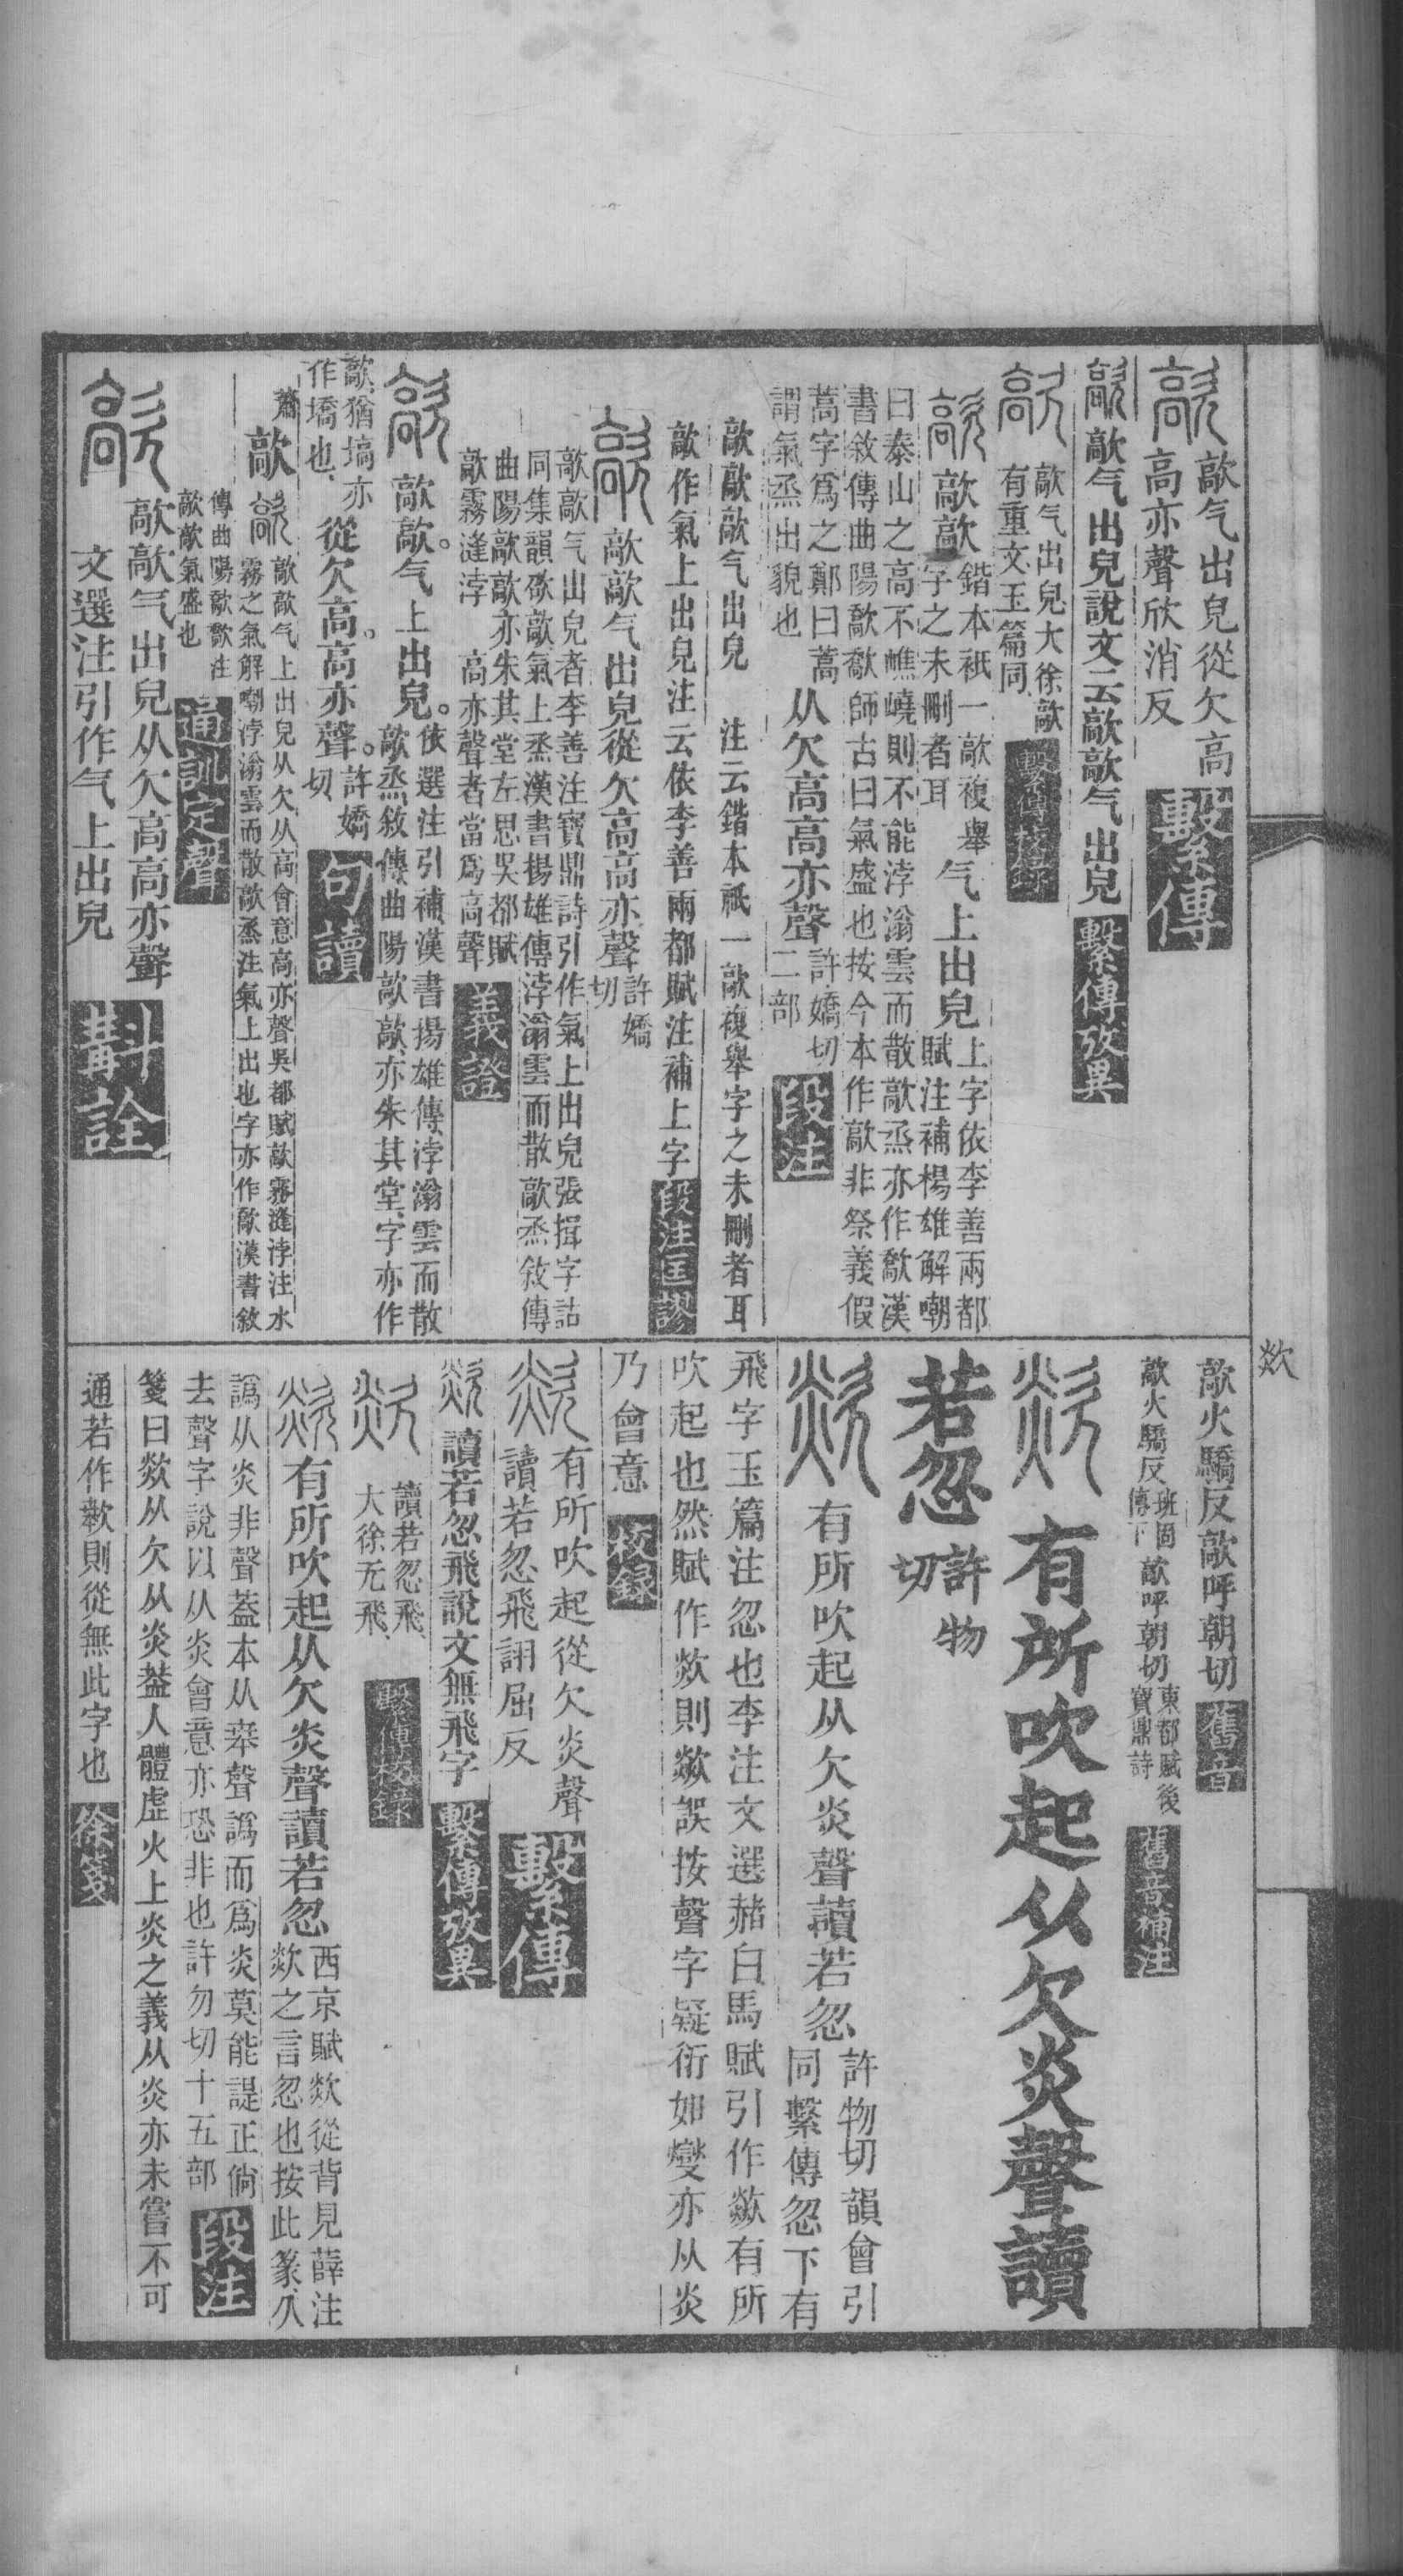 歊气出皃從欠高
高亦聲欣消反
繫傳
歊气出皃說文云歊歊气出皃
繫傳攷異
歊气出皃大徐歊
有重文玉篇同
繫傳校錄
歊歊
鍇本祇一歊複舉
字之未刪者耳
气上出皃
上字依李善兩都
賦注補楊雄解嘲
曰泰山之高不嶕嶢則不能浡滃雲而散歊烝亦作歊漢
書敘傳曲陽歊歊師古曰氣盛也按今本作歊非祭義假
蒿字爲之鄭曰蒿
謂氣烝出貌也
从欠高高亦聲
許嬌切
二部
段注
歊歊歊气出皃
注云鍇本祇一歊複舉字之未刪者耳
歊作氣上出皃注云依李善兩都賦注補上字
段注匡謬
歊歊气出皃從欠高高亦聲
許嬌
切
歊歊气出皃者李善注寶鼎詩引作氣上出皃張揖字詁
同集韻歊歊氣上烝漢書揚雄傳浡滃雲而散歊烝敘傳
曲陽歊歊亦朱其堂左思吳都賦
歊霧漨浡
高亦聲者當爲高聲
義證
歊歊气上出皃
依選注引補漢書揚雄傳浡滃雲而散
歊烝敘傳曲陽歊歊亦朱其堂字亦作
歊猶塙亦
作墧也
從欠高高亦聲
許嬌
切
句讀
歊
歊歊气上出皃从欠从高會意高亦聲吳都賦歊霧漨浡注水
霧之氣解嘲浡滃雲而散歊烝注氣上出也字亦作歊漢書敘
傳曲陽歊歊注
歊歊氣盛也
通訓定聲
歊歊气出皃从欠高高亦聲
文選注引作气上出皃
斠詮
歊火驕反歊呼朝切
舊音
歊火驕反
班固
傳下
歊呼朝切
東都賦後
寶鼎詩
舊音補注
有所吹起从欠炎聲讀
若忽
許物
切
有所吹起从欠炎聲讀若忽
許物切韻會引
同繫傳忽下有
飛字玉篇注忽也李注文選赭白馬賦引作歘有所
吹起也然賦作欻則歘誤按聲字疑衍如燮亦从炎
乃會意
校錄
有所吹起從欠炎聲
讀若忽飛詡屈反
繫傳
讀若忽飛說文無飛字
繫傳攷異
讀若忽飛
大徐无飛
繫傳校錄
有所吹起从欠炎聲讀若忽
西京賦欻從背見薛注
欻之言忽也按此篆久
譌从炎非聲蓋本从㷠聲譌而爲炎莫能諟正倘
去聲字說以从炎會意亦恐非也許勿切十五部
段注
箋曰欻从欠从炎葢人體虛火上炎之義从炎亦未嘗不可
通若作歘則從無此字也
徐箋
欻